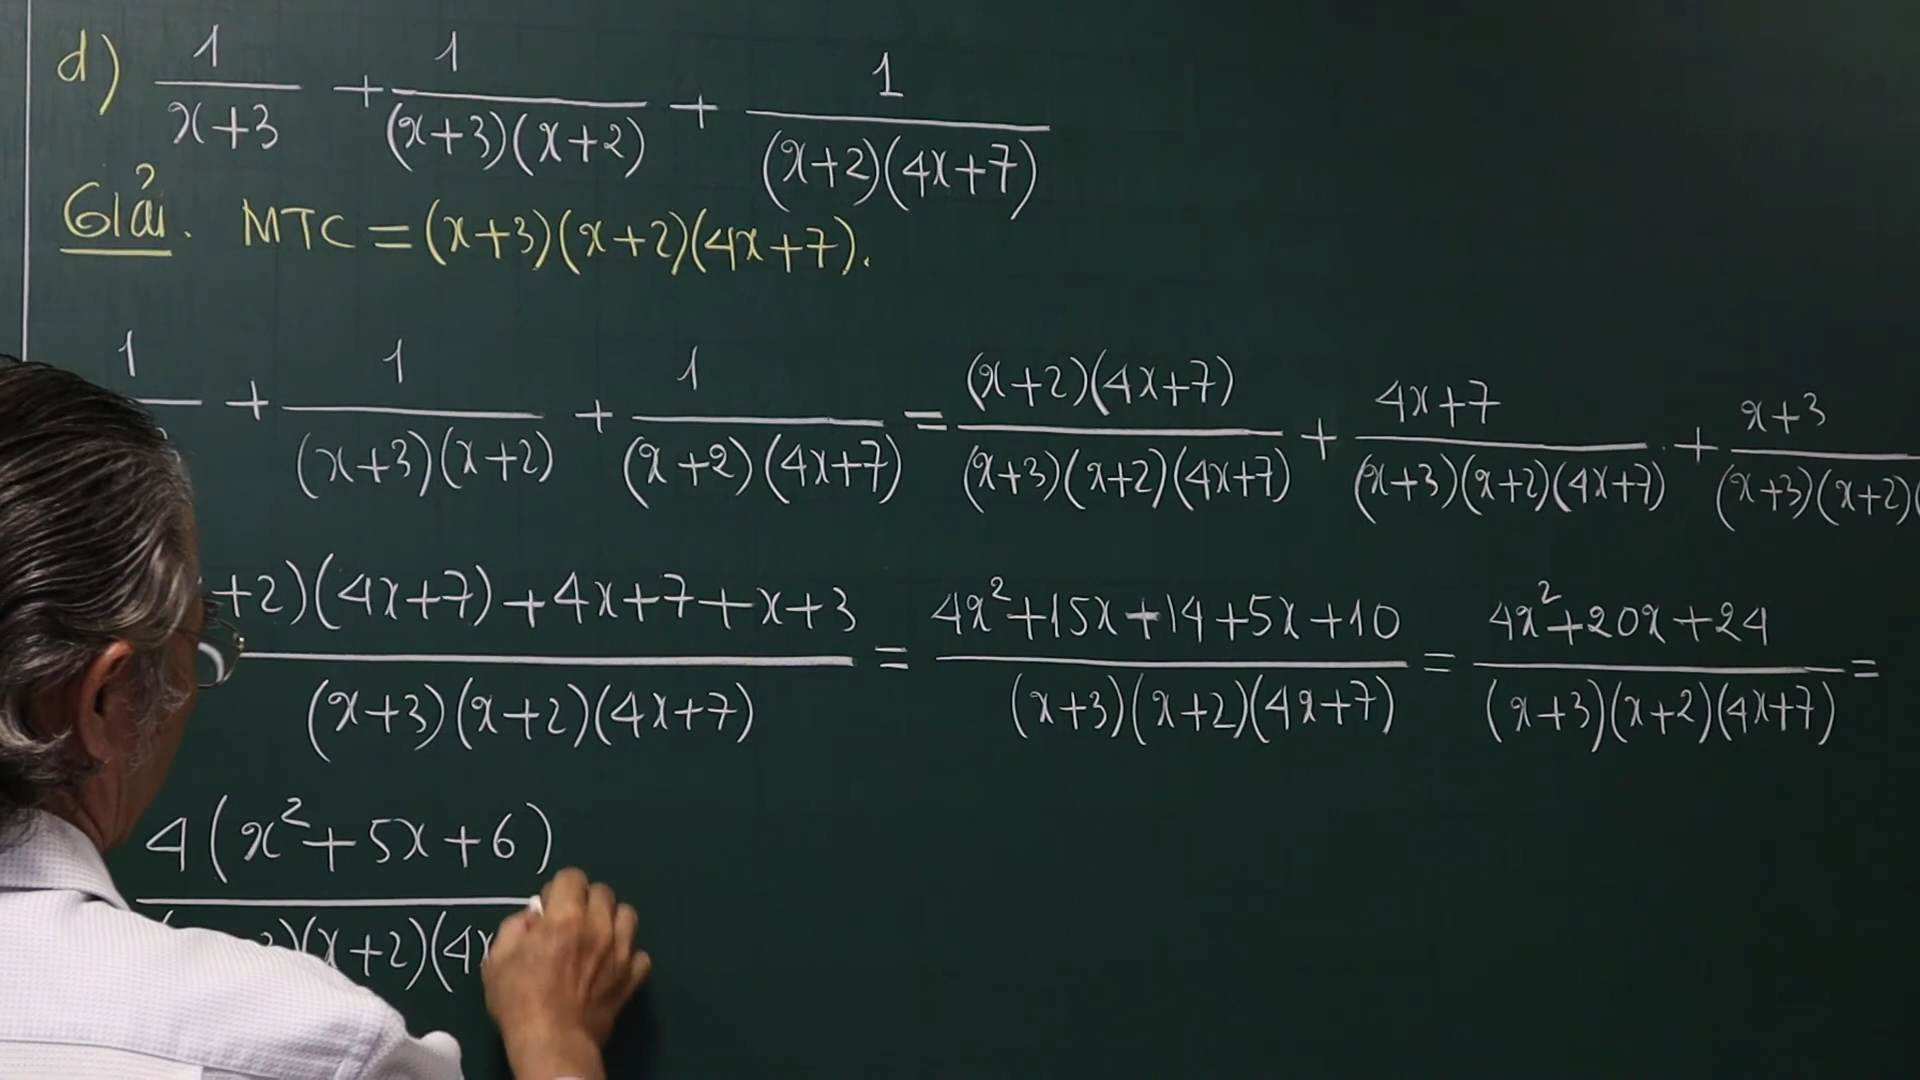 d) 1/(x+3) + 1/((x+3)(x+2)) + 1/((x+2)(4x+7))
Giải. MTC = (x+3)(x+2)(4x+7).
1/ + 1/((x+3)(x+2)) + 1/((x+2)(4x+7)) = (x+2)(4x+7)/((x+3)(x+2)(4x+7)) + (4x+7)/((x+3)(x+2)(4x+7)) + (x+3)/((x+3)(x+2)(
+2)(4x+7)+4x+7+x+3/((x+3)(x+2)(4x+7)) = (4x²+15x+14+5x+10)/((x+3)(x+2)(4x+7)) = (4x²+20x+24)/((x+3)(x+2)(4x+7)) =
4(x²+5x+6)/ )(x+2)(4x